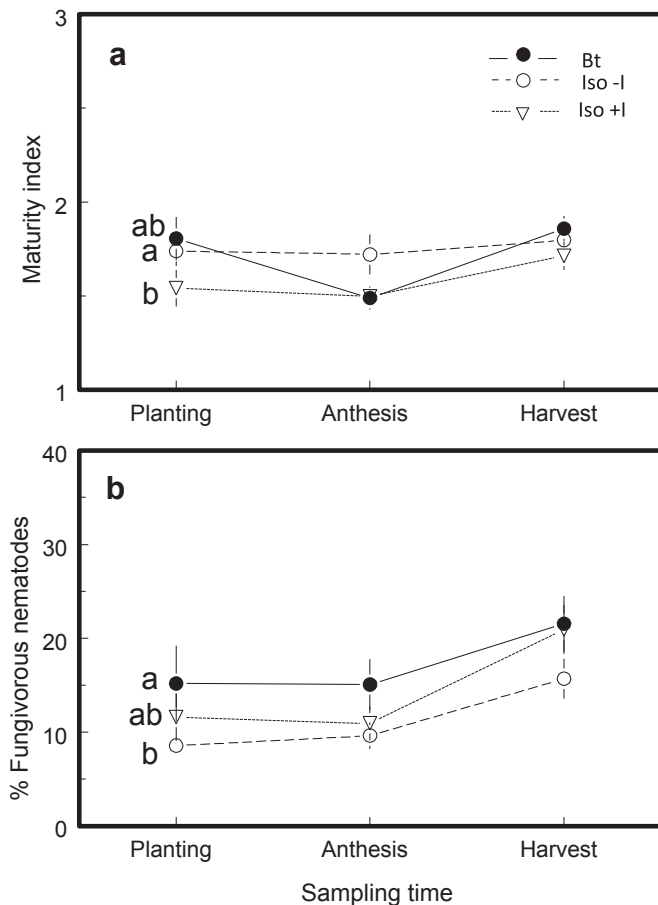 3
a
Bt
Iso -I
Iso +I
Maturity index
2
ab
a
b
1
Planting Anthesis Harvest
40
b
30
% Fungivorous nematodes
20
a
ab
10
b
0
Planting Anthesis Harvest
Sampling time